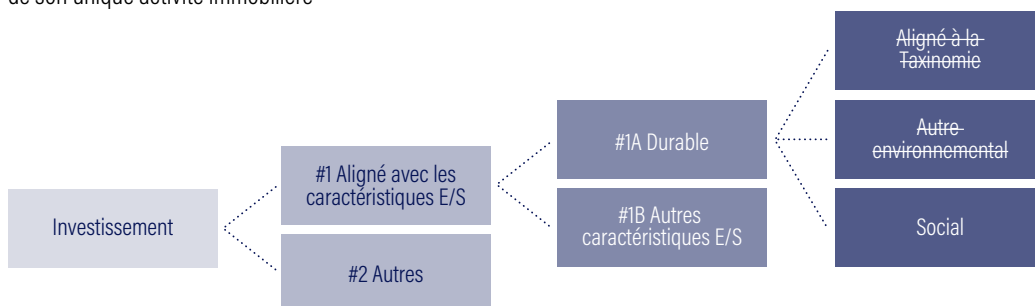 de son unique activité immobilière
Investissement
#1 Aligné avec les
caractéristiques E/S
#2 Autres
#1A Durable
#1B Autres
caractéristiques E/S
Aligné à la
Taxinomie
Autre
environnemental
Social